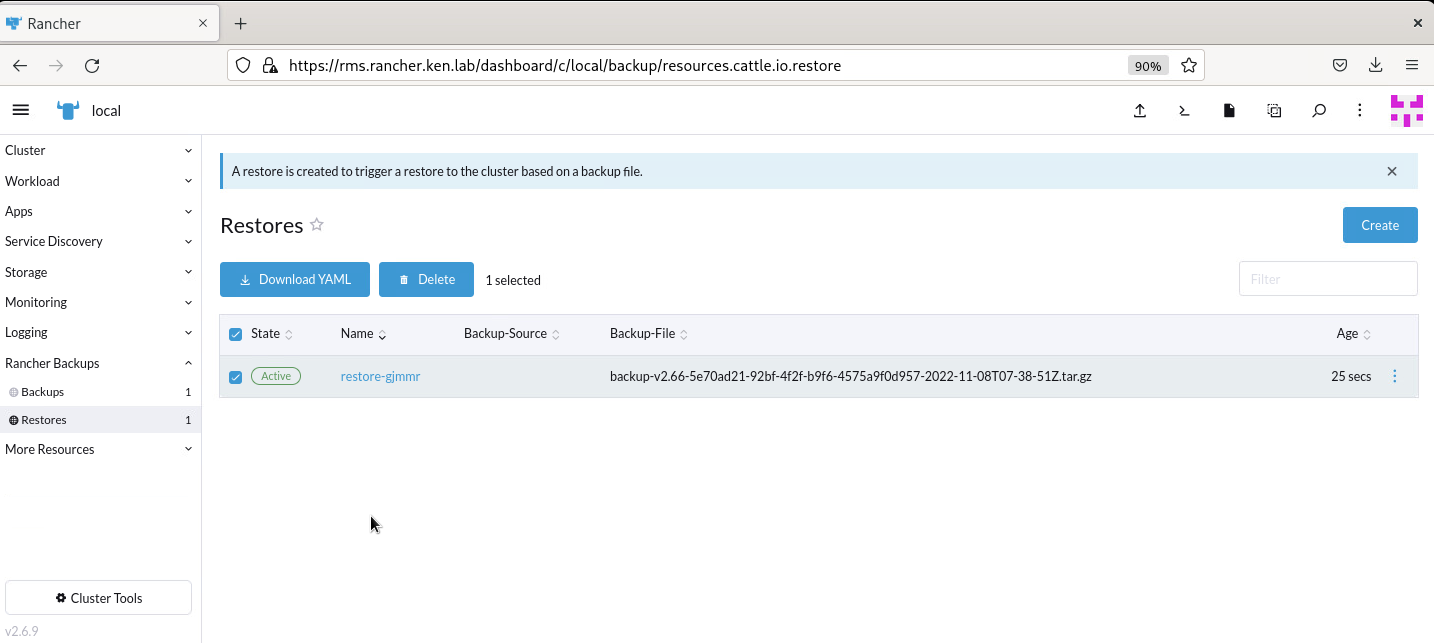 Rancher
https://rms.rancher.ken.lab/dashboard/c/local/backup/resources.cattle.io.restore
90%
local
Cluster
Workload
Apps
Service Discovery
Storage
Monitoring
Logging
Rancher Backups
Backups 1
Restores 1
More Resources
Cluster Tools
v2.6.9
A restore is created to trigger a restore to the cluster based on a backup file.
Restores
Create
Download YAML Delete 1 selected Filter
State Name Backup-Source Backup-File Age
Active restore-gjmmr backup-v2.66-5e70ad21-92bf-4f2f-b9f6-4575a9f0d957-2022-11-08T07-38-51Z.tar.gz 25 secs